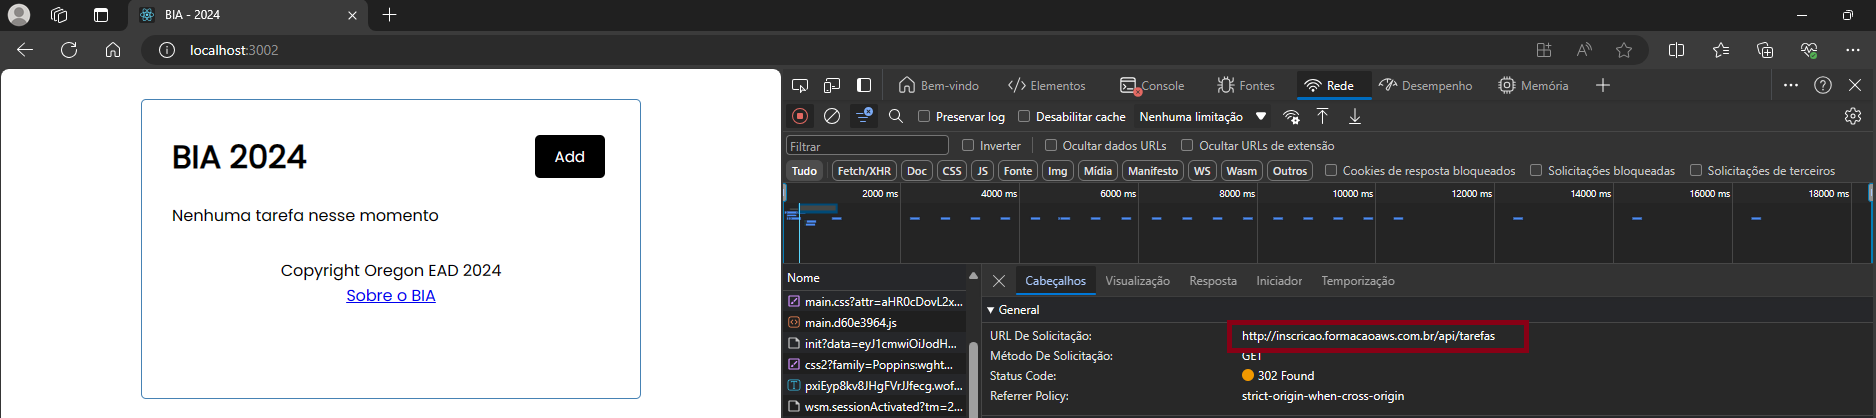 BIA - 2024
localhost:3002
BIA 2024
Add
Nenhuma tarefa nesse momento
Copyright Oregon EAD 2024
Sobre o BIA
Bem-vindo
Elementos
Console
Fontes
Rede
Desempenho
Memória
Preservar log
Desabilitar cache
Nenhuma limitação
Filtrar
Inverter
Ocultar dados URLs
Ocultar URLs de extensão
Tudo
Fetch/XHR
Doc
CSS
JS
Fonte
Img
Mídia
Manifesto
WS
Wasm
Outros
Cookies de resposta bloqueados
Solicitações bloqueadas
Solicitações de terceiros
2000 ms
4000 ms
6000 ms
8000 ms
10000 ms
12000 ms
14000 ms
16000 ms
18000 ms
Nome
main.css?attr=aHR0cDovL2x...
main.d60e3964.js
init?data=eyJ1cmwiOiJodH...
css2?family=Poppins:wght...
pxiEyp8kv8JHgFVrJJfecg.wof...
wsm.sessionActivated?tm=2...
Cabeçalhos
Visualização
Resposta
Iniciador
Temporização
General
URL De Solicitação:
http://inscricao.formacaoaws.com.br/api/tarefas
Método De Solicitação:
GET
Status Code:
302 Found
Referrer Policy:
strict-origin-when-cross-origin